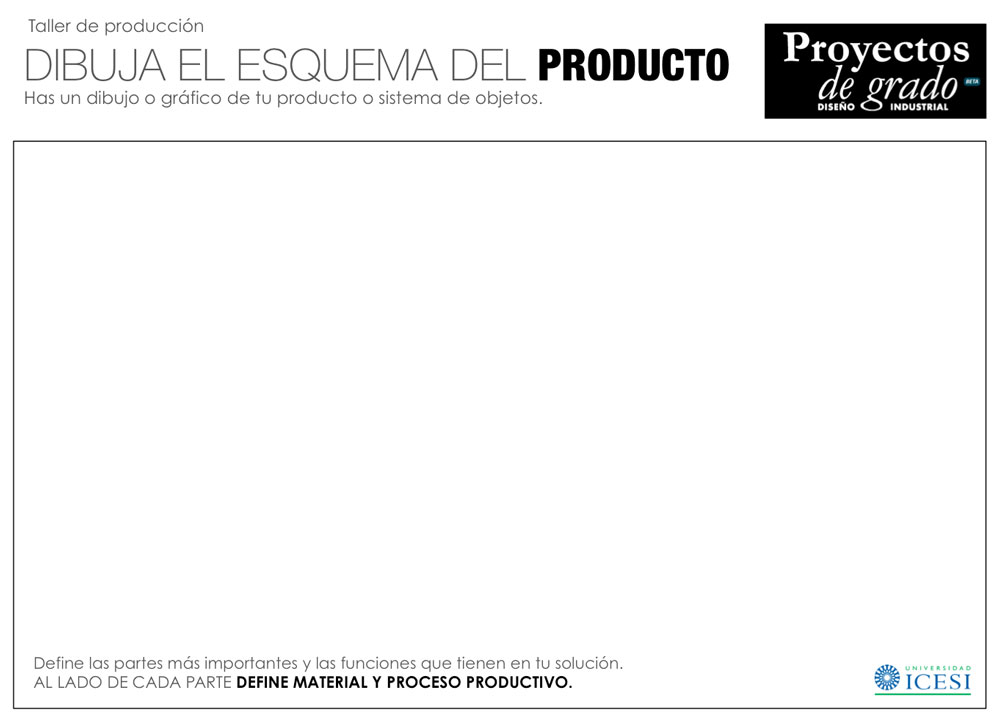 Taller de producción
DIBUJA EL ESQUEMA DEL PRODUCTO
Has un dibujo o gráfico de tu producto o sistema de objetos.
Proyectos
de grado BETA
DISEÑO INDUSTRIAL
Define las partes más importantes y las funciones que tienen en tu solución.
AL LADO DE CADA PARTE DEFINE MATERIAL Y PROCESO PRODUCTIVO.
UNIVERSIDAD
ICESI